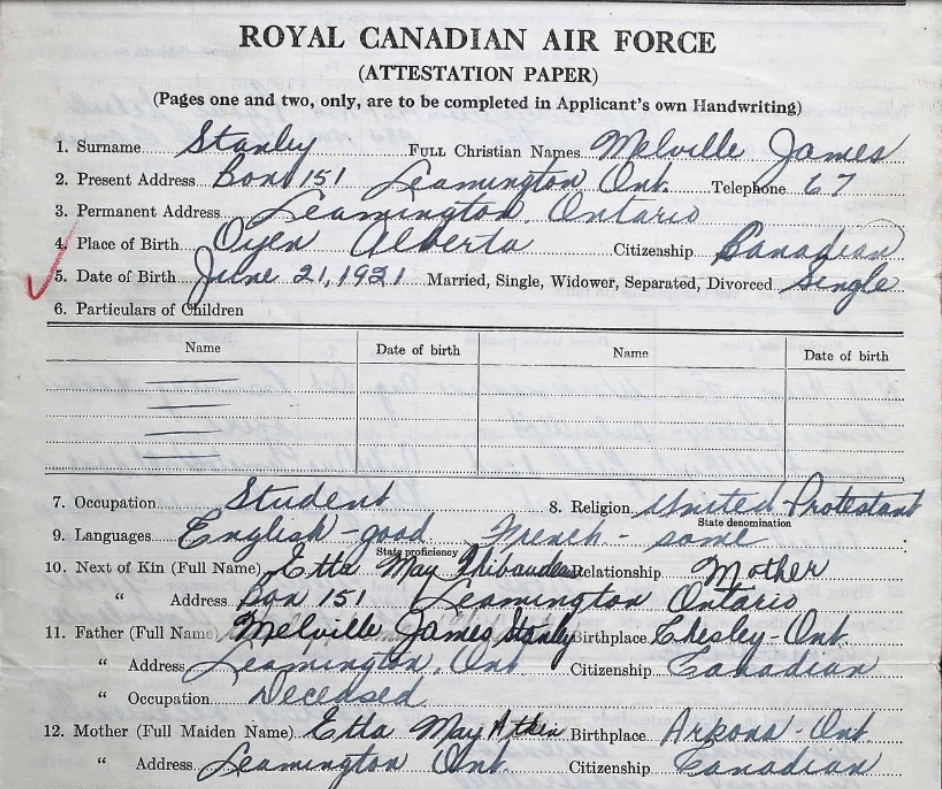 ROYAL CANADIAN AIR FORCE
(ATTESTATION PAPER)
(Pages one and two, only, are to be completed in Applicant's own Handwriting)
1. Surname Stanley FULL Christian Names Melville James
2. Present Address Box 151 Leamington Ont. Telephone 67
3. Permanent Address Leamington, Ontario
4. Place of Birth Oyen Alberta Citizenship Canadian
5. Date of Birth June 21, 1921 Married, Single, Widower, Separated, Divorced Single
6. Particulars of Children
Name Date of birth Name Date of birth
7. Occupation Student 8. Religion United Protestant
State denomination
9. Languages English - good French - some
State proficiency
10. Next of Kin (Full Name) Etta May Relationship Mother
" Address Box 151 Leamington Ontario
11. Father (Full Name) Melville James Stanley Birthplace Chesley - Ont
" Address Leamington, Ont Citizenship Canadian
" Occupation Deceased
12. Mother (Full Maiden Name) Etta May Birthplace Arkona - Ont
" Address Leamington Ont. Citizenship Canadian